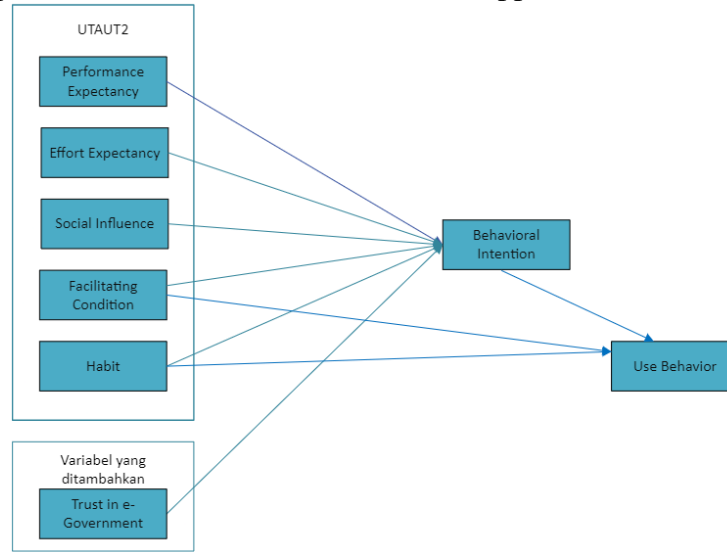 UTAUT2
Performance
Expectancy
Effort Expectancy
Social Influence
Facilitating
Condition
Habit
Behavioral
Intention
Use Behavior
Variabel yang
ditambahkan
Trust in e-
Government